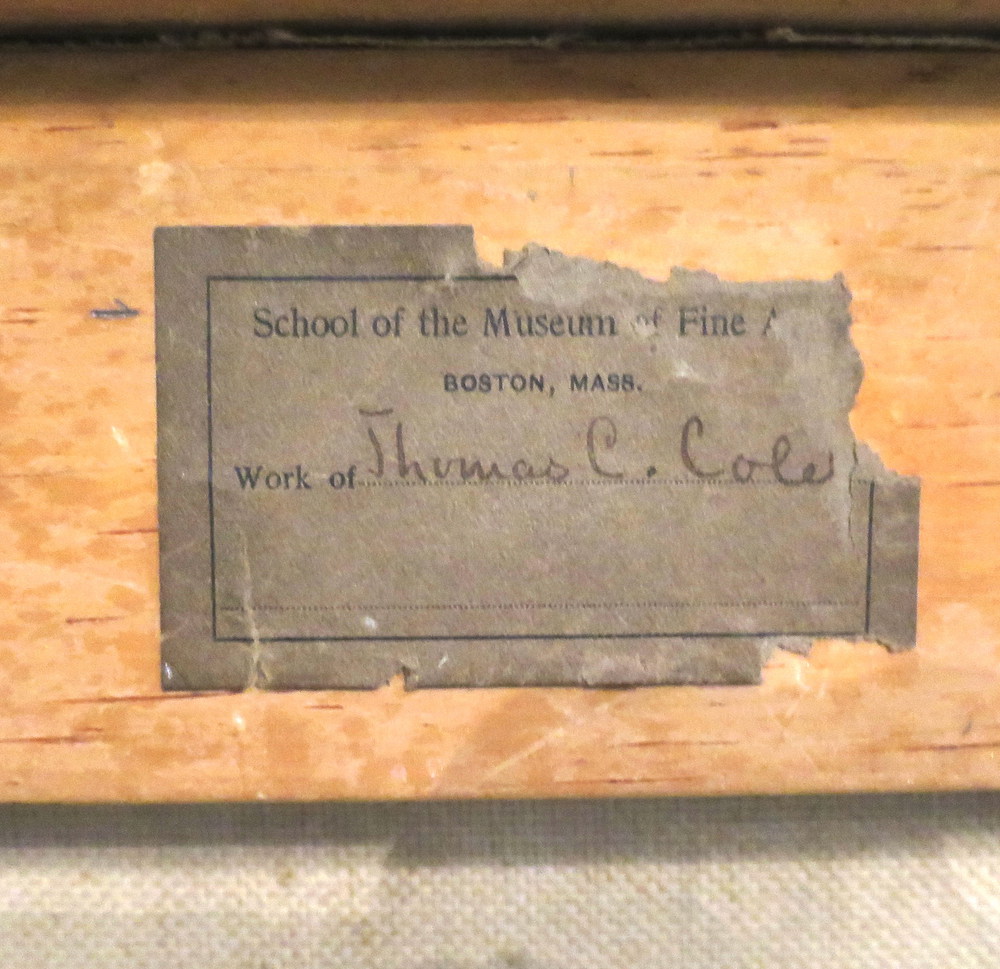 School of the Museum of Fine A
BOSTON, MASS.
Work of Thomas C. Cole